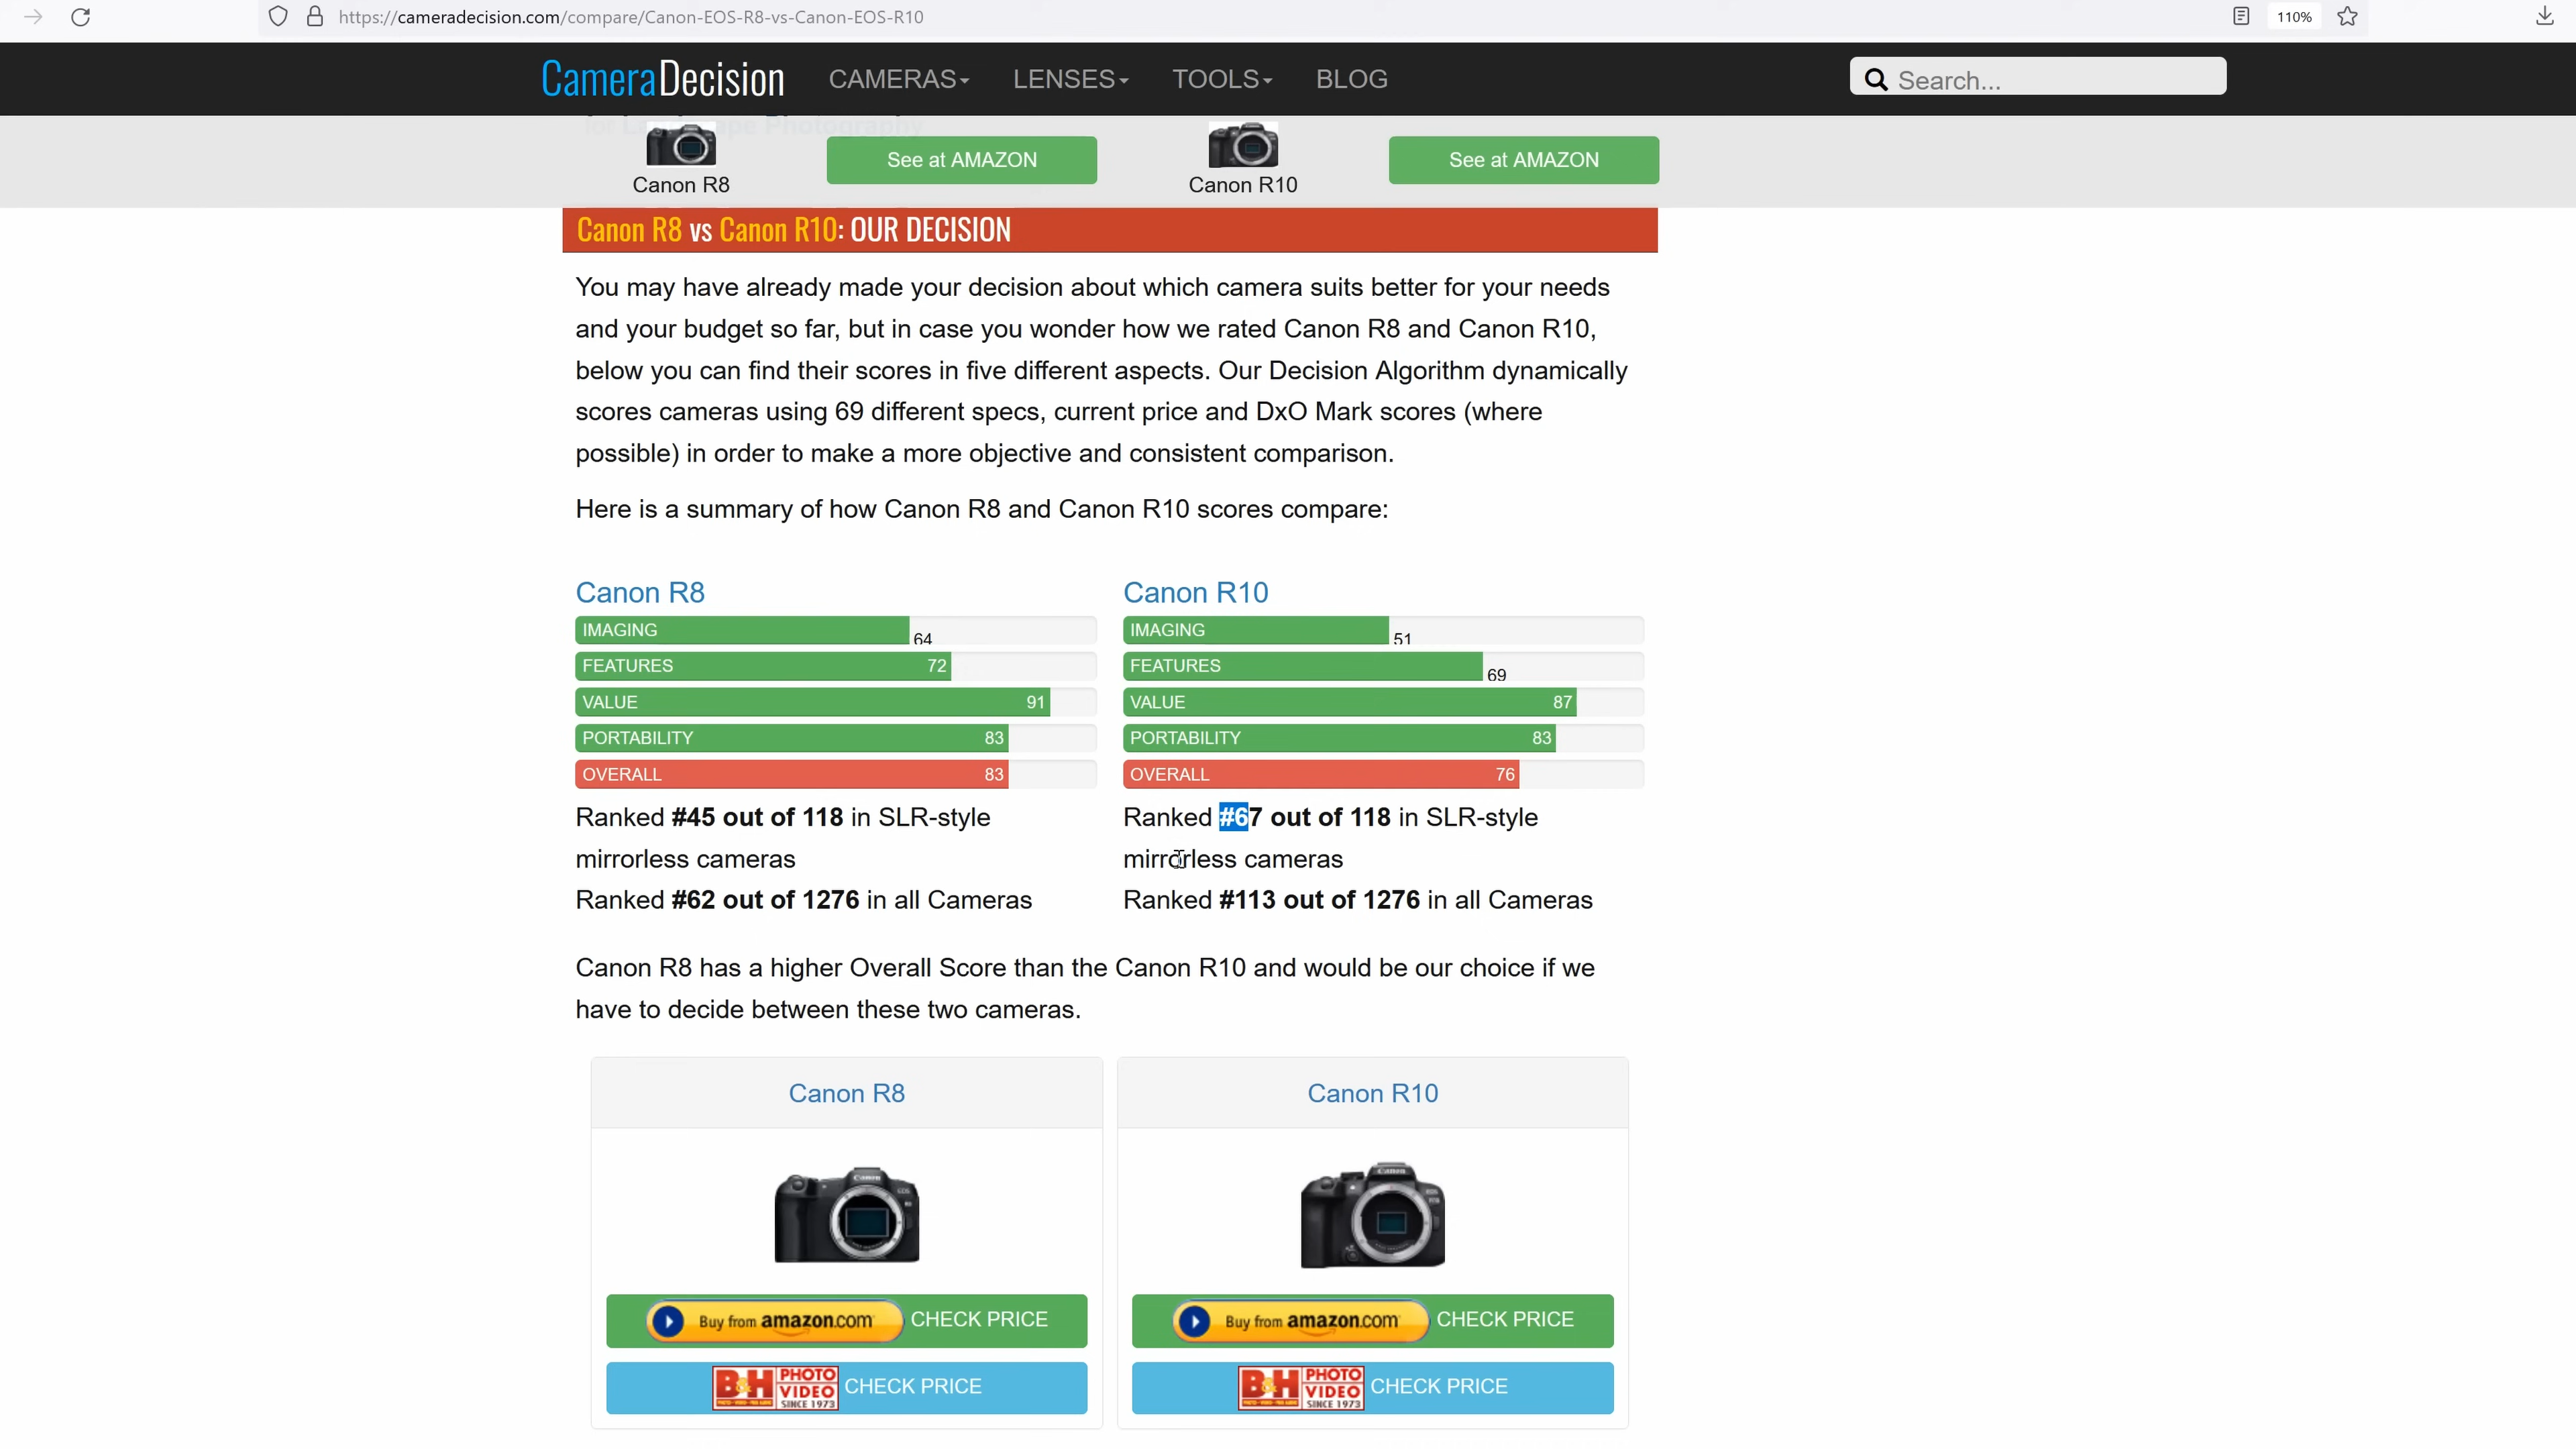 https://cameradecision.com/compare/Canon-EOS-R8-vs-Canon-EOS-R10
110%
CameraDecision
CAMERAS
LENSES
TOOLS
BLOG
Search...
for Landscape Photography
Canon R8
See at AMAZON
Canon R10
See at AMAZON
Canon R8 vs Canon R10: OUR DECISION
You may have already made your decision about which camera suits better for your needs
and your budget so far, but in case you wonder how we rated Canon R8 and Canon R10,
below you can find their scores in five different aspects. Our Decision Algorithm dynamically
scores cameras using 69 different specs, current price and DxO Mark scores (where
possible) in order to make a more objective and consistent comparison.
Here is a summary of how Canon R8 and Canon R10 scores compare:
Canon R8
IMAGING 64
FEATURES 72
VALUE 91
PORTABILITY 83
OVERALL 83
Ranked #45 out of 118 in SLR-style
mirrorless cameras
Ranked #62 out of 1276 in all Cameras
Canon R10
IMAGING 51
FEATURES 69
VALUE 87
PORTABILITY 83
OVERALL 76
Ranked #67 out of 118 in SLR-style
mirrorless cameras
Ranked #113 out of 1276 in all Cameras
Canon R8 has a higher Overall Score than the Canon R10 and would be our choice if we
have to decide between these two cameras.
Canon R8
Canon
EOS
Buy from amazon.com CHECK PRICE
B&H PHOTO VIDEO SINCE 1973 CHECK PRICE
Canon R10
Canon
EOS
Buy from amazon.com CHECK PRICE
B&H PHOTO VIDEO SINCE 1973 CHECK PRICE